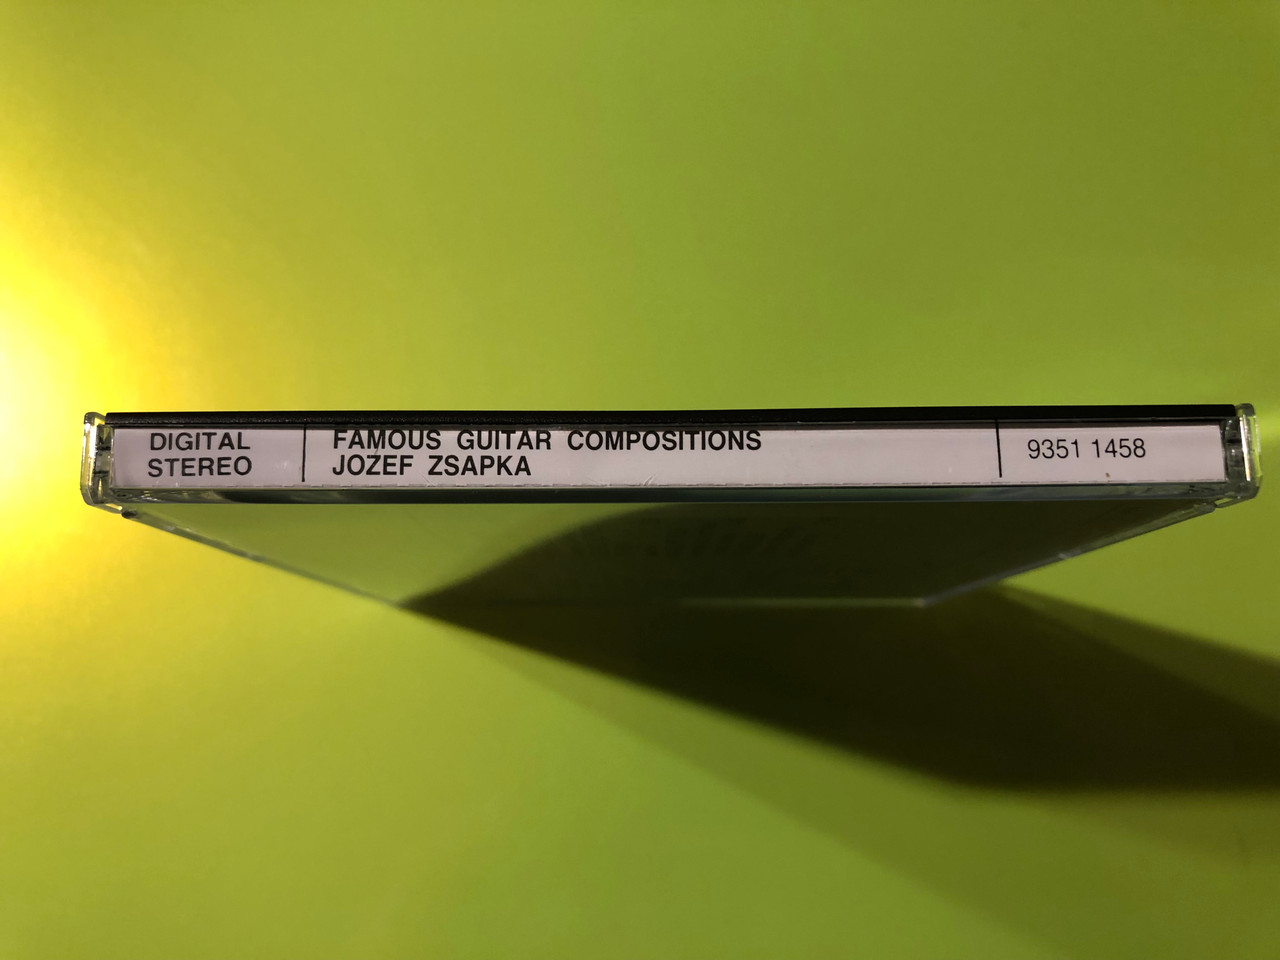 DIGITAL
STEREO
FAMOUS GUITAR COMPOSITIONS
JOZEF ZSAPKA
9351 1458